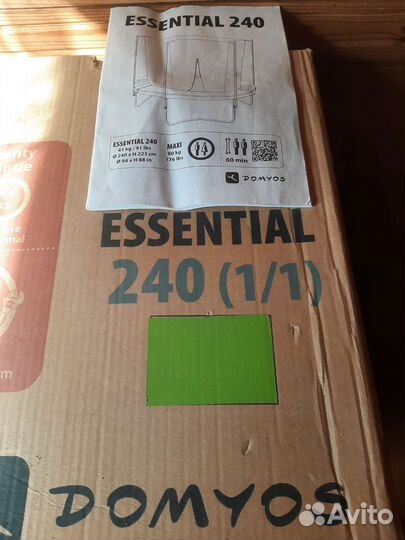 ESSENTIAL 240
ESSENTIAL 240
41 kg / 91 lbs
Ø 240 x H 223 cm
Ø 94 x H 88 in
MAXI
80 kg
176 lbs
60 min
DOMYOS
ESSENTIAL
240 (1/1)
DOMYOS
Avito